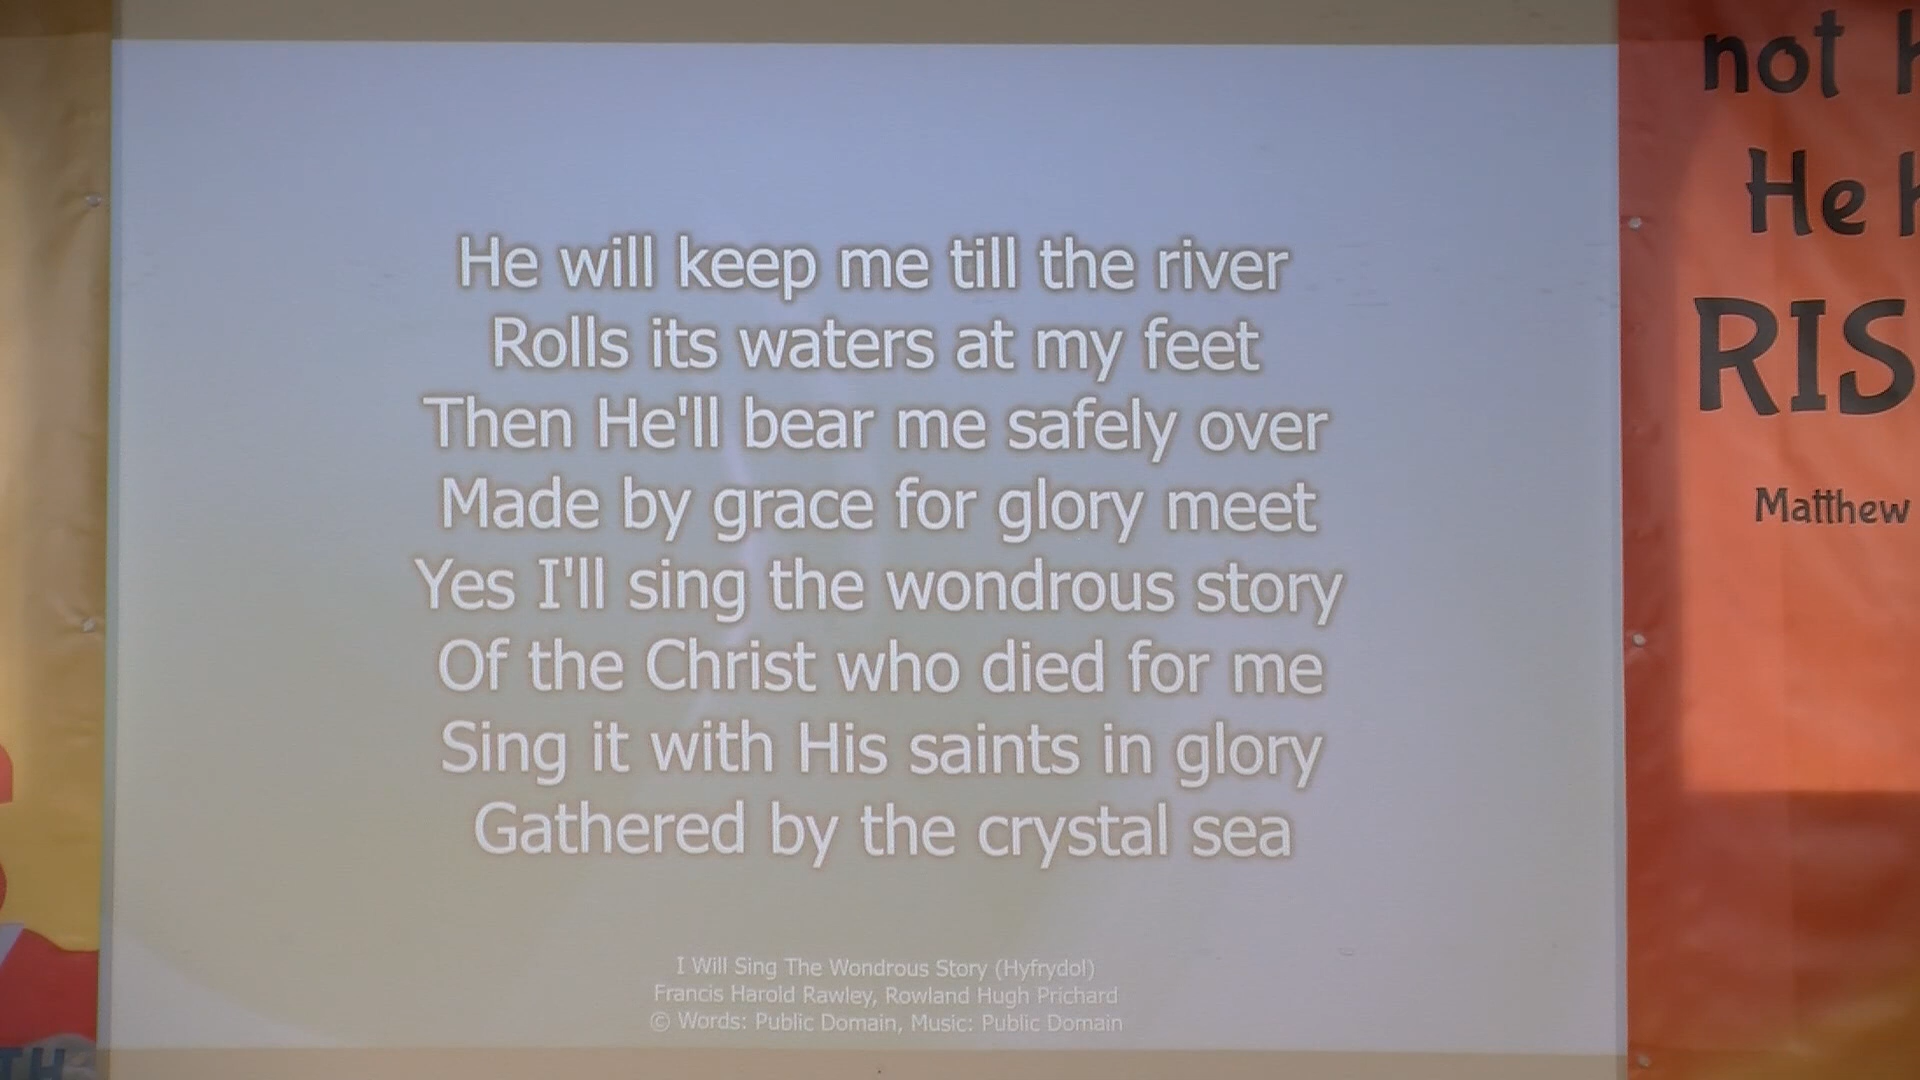 He will keep me till the river
Rolls its waters at my feet
Then He'll bear me safely over
Made by grace for glory meet
Yes I'll sing the wondrous story
Of the Christ who died for me
Sing it with His saints in glory
Gathered by the crystal sea
I Will Sing The Wondrous Story (Hyfrydol)
Francis Harold Rawley, Rowland Hugh Prichard
© Words: Public Domain, Music: Public Domain
not
He
RIS
Matthew
TH